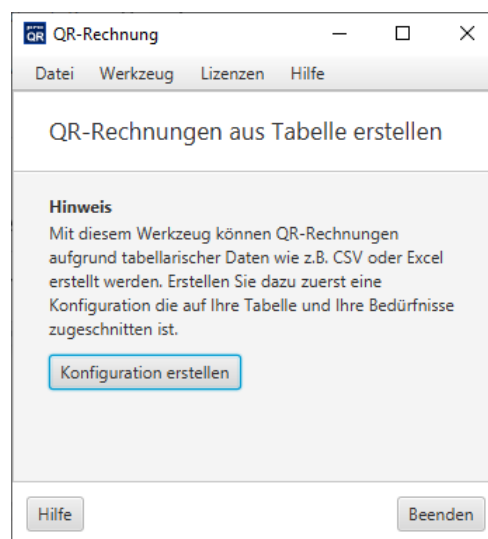 QR-Rechnung
Datei Werkzeug Lizenzen Hilfe
QR-Rechnungen aus Tabelle erstellen
Hinweis
Mit diesem Werkzeug können QR-Rechnungen
aufgrund tabellarischer Daten wie z.B. CSV oder Excel
erstellt werden. Erstellen Sie dazu zuerst eine
Konfiguration die auf Ihre Tabelle und Ihre Bedürfnisse
zugeschnitten ist.
Konfiguration erstellen
Hilfe Beenden